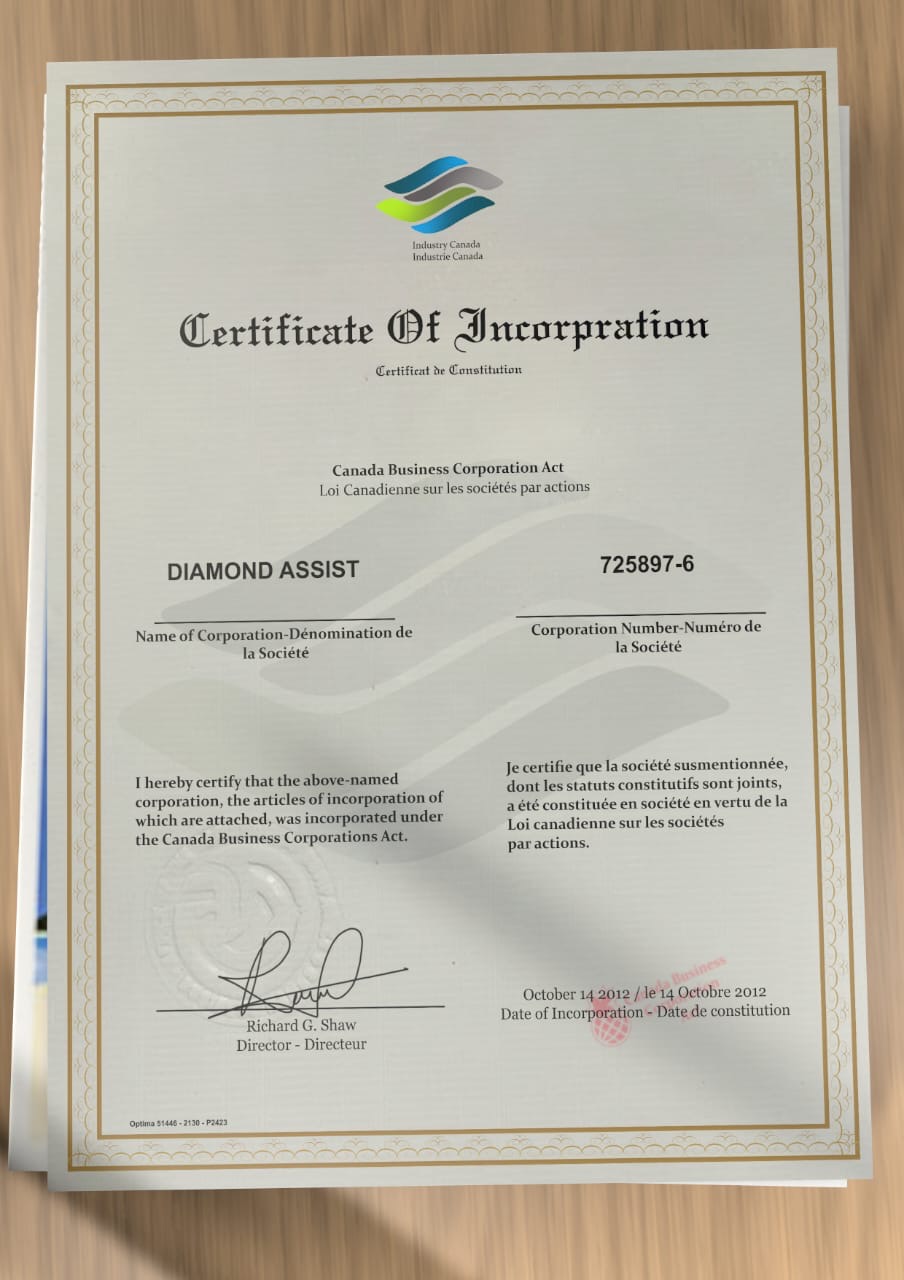 Industry Canada
Industrie Canada
Certificate Of Incorpration
Certificat de Constitution
Canada Business Corporation Act
Loi Canadienne sur les sociétés par actions
DIAMOND ASSIST
725897-6
Name of Corporation-Dénomination de
la Société
Corporation Number-Numéro de
la Société
I hereby certify that the above-named
corporation, the articles of incorporation of
which are attached, was incorporated under
the Canada Business Corporations Act.
Je certifie que la société susmentionnée,
dont les statuts constitutifs sont joints,
a été constituée en société en vertu de la
Loi canadienne sur les sociétés
par actions.
Richard G. Shaw
Director - Directeur
Canada Business
October 14 2012 / le 14 Octobre 2012
Date of Incorporation - Date de constitution
Optima 51446 - 2130 - P2423